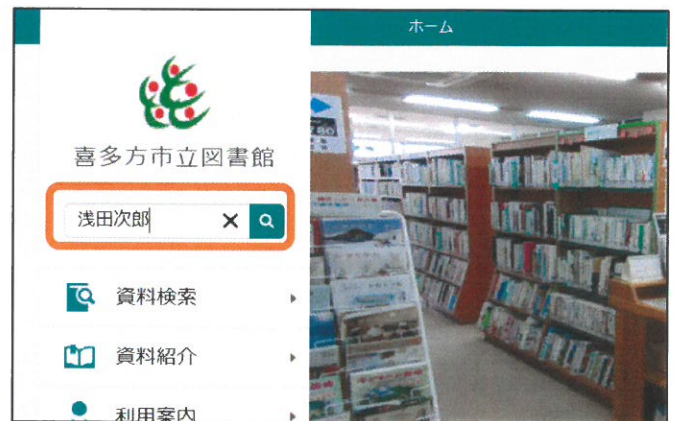 ホーム
喜多方市立図書館
浅田次郎
資料検索
資料紹介
利用案内